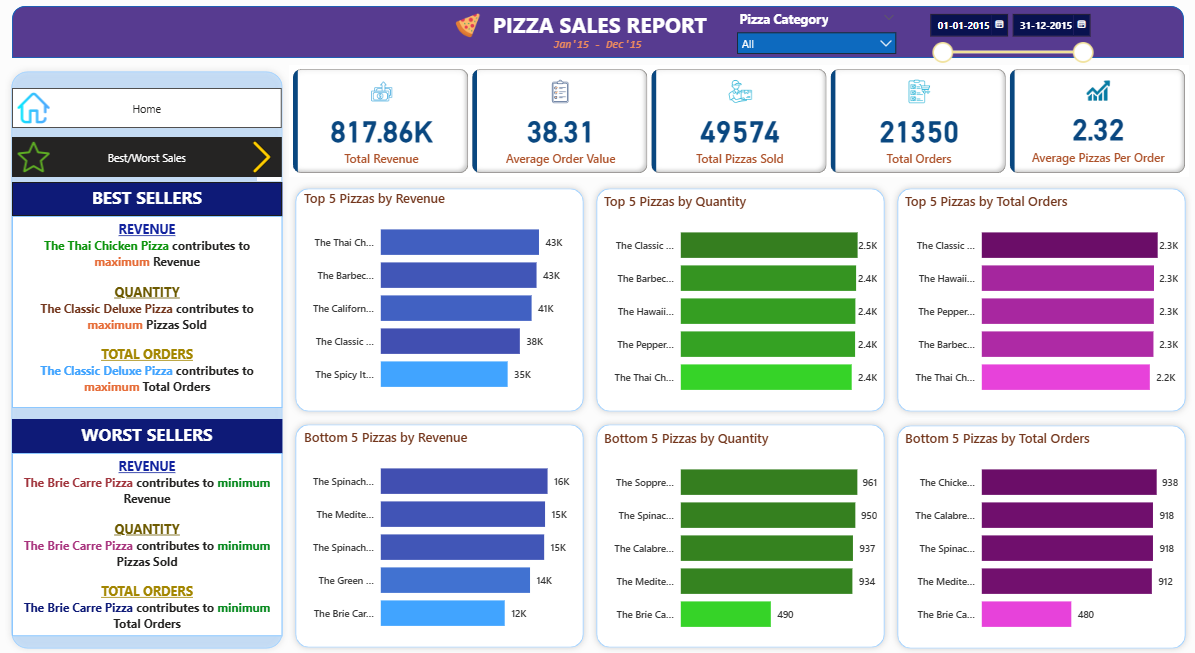 PIZZA SALES REPORT
Jan'15 - Dec'15
Pizza Category
All
01-01-2015
31-12-2015
Home
Best/Worst Sales
817.86K
Total Revenue
38.31
Average Order Value
49574
Total Pizzas Sold
21350
Total Orders
2.32
Average Pizzas Per Order
BEST SELLERS
REVENUE
The Thai Chicken Pizza contributes to
maximum Revenue
QUANTITY
The Classic Deluxe Pizza contributes to
maximum Pizzas Sold
TOTAL ORDERS
The Classic Deluxe Pizza contributes to
maximum Total Orders
WORST SELLERS
REVENUE
The Brie Carre Pizza contributes to minimum
Revenue
QUANTITY
The Brie Carre Pizza contributes to minimum
Pizzas Sold
TOTAL ORDERS
The Brie Carre Pizza contributes to minimum
Total Orders
Top 5 Pizzas by Revenue
The Thai Ch... 43K
The Barbec... 43K
The Californ... 41K
The Classic ... 38K
The Spicy It... 35K
Top 5 Pizzas by Quantity
The Classic ... 2.5K
The Barbec... 2.4K
The Hawaii... 2.4K
The Pepper... 2.4K
The Thai Ch... 2.4K
Top 5 Pizzas by Total Orders
The Classic ... 2.3K
The Hawaii... 2.3K
The Pepper... 2.3K
The Barbec... 2.3K
The Thai Ch... 2.2K
Bottom 5 Pizzas by Revenue
The Spinach... 16K
The Medite... 15K
The Spinach... 15K
The Green ... 14K
The Brie Car... 12K
Bottom 5 Pizzas by Quantity
The Soppre... 961
The Spinac... 950
The Calabre... 937
The Medite... 934
The Brie Ca... 490
Bottom 5 Pizzas by Total Orders
The Chicke... 938
The Calabre... 918
The Spinac... 918
The Medite... 912
The Brie Ca... 480